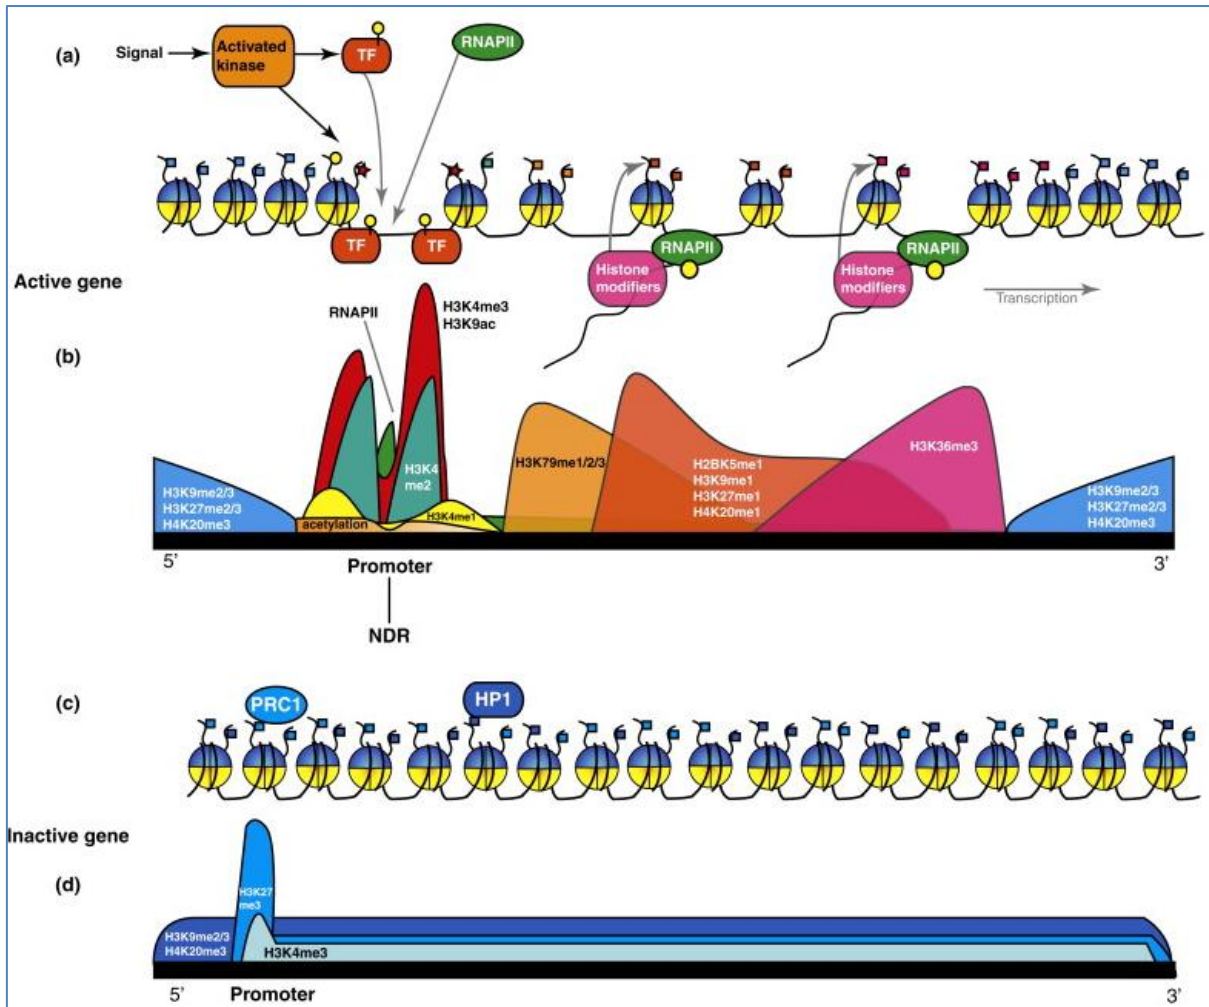 (a)
Signal
Activated
kinase
TF
RNAPII
TF
TF
RNAPII
RNAPII
Histone
modifiers
Histone
modifiers
Transcription
Active gene
(b)
RNAPII
H3K4me3
H3K9ac
H3K9me2/3
H3K27me2/3
H4K20me3
acetylation
H3K4
me2
H3K4me1
H3K79me1/2/3
H2BK5me1
H3K9me1
H3K27me1
H4K20me1
H3K36me3
H3K9me2/3
H3K27me2/3
H4K20me3
5’
Promoter
3’
NDR
(c)
PRC1
HP1
Inactive gene
(d)
H3K27
me3
H3K9me2/3
H4K20me3
H3K4me3
5’
Promoter
3’